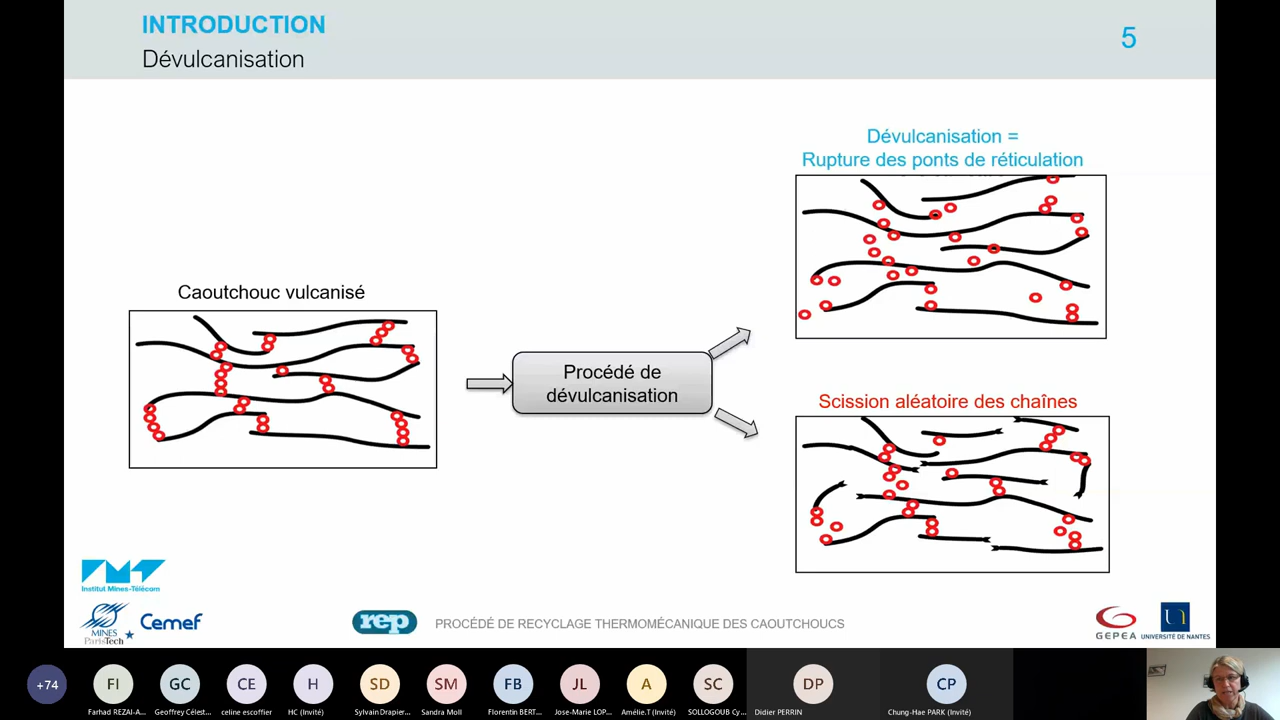 INTRODUCTION
5
Dévulcanisation
Dévulcanisation =
Rupture des ponts de réticulation
Caoutchouc vulcanisé
Procédé de
dévulcanisation
Scission aléatoire des chaînes
Institut Mines-Télécom
MINES
ParisTech
Cemef
rep
PROCÉDÉ DE RECYCLAGE THERMOMÉCANIQUE DES CAOUTCHOUCS
GEPEA
UNIVERSITÉ DE NANTES
+74
FI
GC
CE
H
SD
SM
FB
JL
A
SC
DP
CP
Farhad REZAI-A...
Geoffrey Célest...
celine escoffier
HC (Invité)
Sylvain Drapier...
Sandra Moll
Florentin BERT...
Jose-Marie LOP...
Amélie.T (Invité)
SOLLOGOUB Cy...
Didier PERRIN
Chung-Hae PARK (Invité)